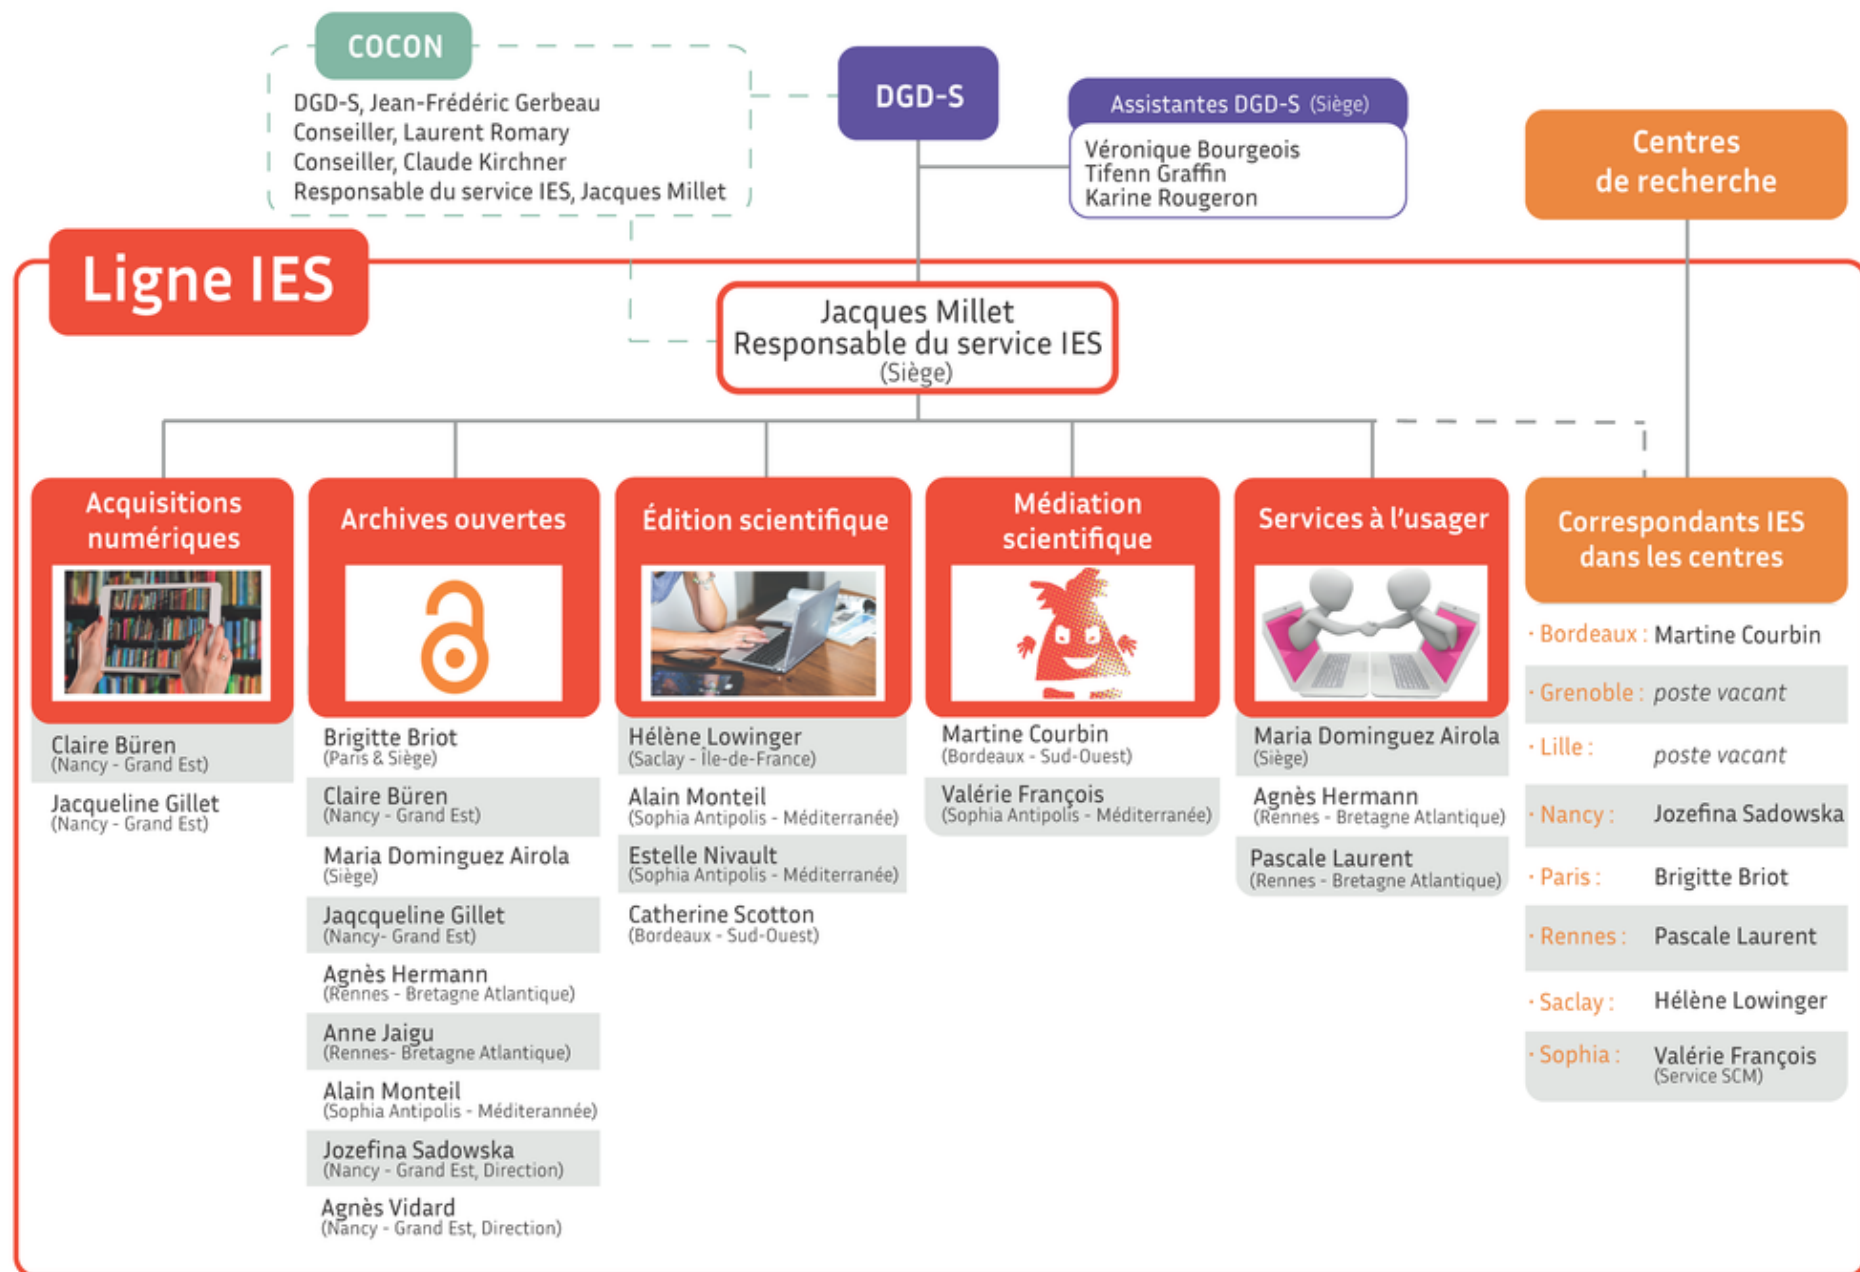 COCON
DGD-S, Jean-Frédéric Gerbeau
Conseiller, Laurent Romary
Conseiller, Claude Kirchner
Responsable du service IES, Jacques Millet
DGD-S
Assistantes DGD-S (Siège)
Véronique Bourgeois
Tifenn Graffin
Karine Rougeron
Centres
de recherche
Ligne IES
Jacques Millet
Responsable du service IES
(Siège)
Acquisitions
numériques
Claire Büren
(Nancy - Grand Est)
Jacqueline Gillet
(Nancy - Grand Est)
Archives ouvertes
Brigitte Briot
(Paris & Siège)
Claire Büren
(Nancy - Grand Est)
Maria Dominguez Airola
(Siège)
Jaqcqueline Gillet
(Nancy- Grand Est)
Agnès Hermann
(Rennes - Bretagne Atlantique)
Anne Jaigu
(Rennes- Bretagne Atlantique)
Alain Monteil
(Sophia Antipolis - Méditerannée)
Jozefina Sadowska
(Nancy - Grand Est, Direction)
Agnès Vidard
(Nancy - Grand Est, Direction)
Édition scientifique
Hélène Lowinger
(Saclay - Île-de-France)
Alain Monteil
(Sophia Antipolis - Méditerranée)
Estelle Nivault
(Sophia Antipolis - Méditerranée)
Catherine Scotton
(Bordeaux - Sud-Ouest)
Médiation
scientifique
Martine Courbin
(Bordeaux - Sud-Ouest)
Valérie François
(Sophia Antipolis - Méditerranée)
Services à l'usager
Maria Dominguez Airola
(Siège)
Agnès Hermann
(Rennes - Bretagne Atlantique)
Pascale Laurent
(Rennes - Bretagne Atlantique)
Correspondants IES
dans les centres
· Bordeaux : Martine Courbin
· Grenoble : poste vacant
· Lille : poste vacant
· Nancy : Jozefina Sadowska
· Paris : Brigitte Briot
· Rennes : Pascale Laurent
· Saclay : Hélène Lowinger
· Sophia : Valérie François
(Service SCM)